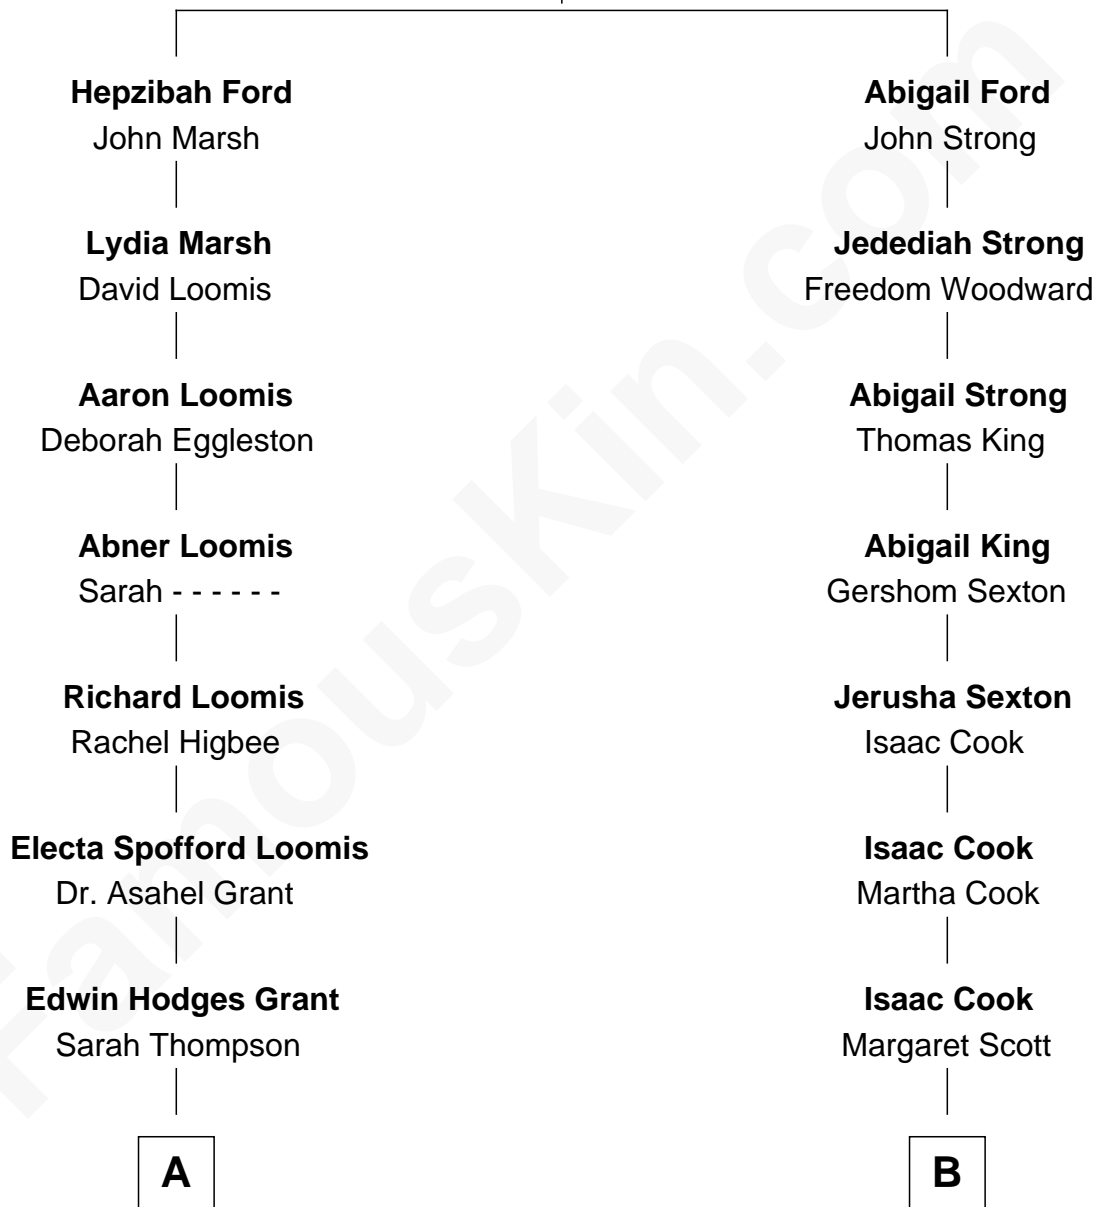 Hepzibah Ford
John Marsh
Lydia Marsh
David Loomis
Aaron Loomis
Deborah Eggleston
Abner Loomis
Sarah - - - - - -
Richard Loomis
Rachel Higbee
Electa Spofford Loomis
Dr. Asahel Grant
Edwin Hodges Grant
Sarah Thompson
A
Abigail Ford
John Strong
Jedediah Strong
Freedom Woodward
Abigail Strong
Thomas King
Abigail King
Gershom Sexton
Jerusha Sexton
Isaac Cook
Isaac Cook
Martha Cook
Isaac Cook
Margaret Scott
B
FamousKin.com